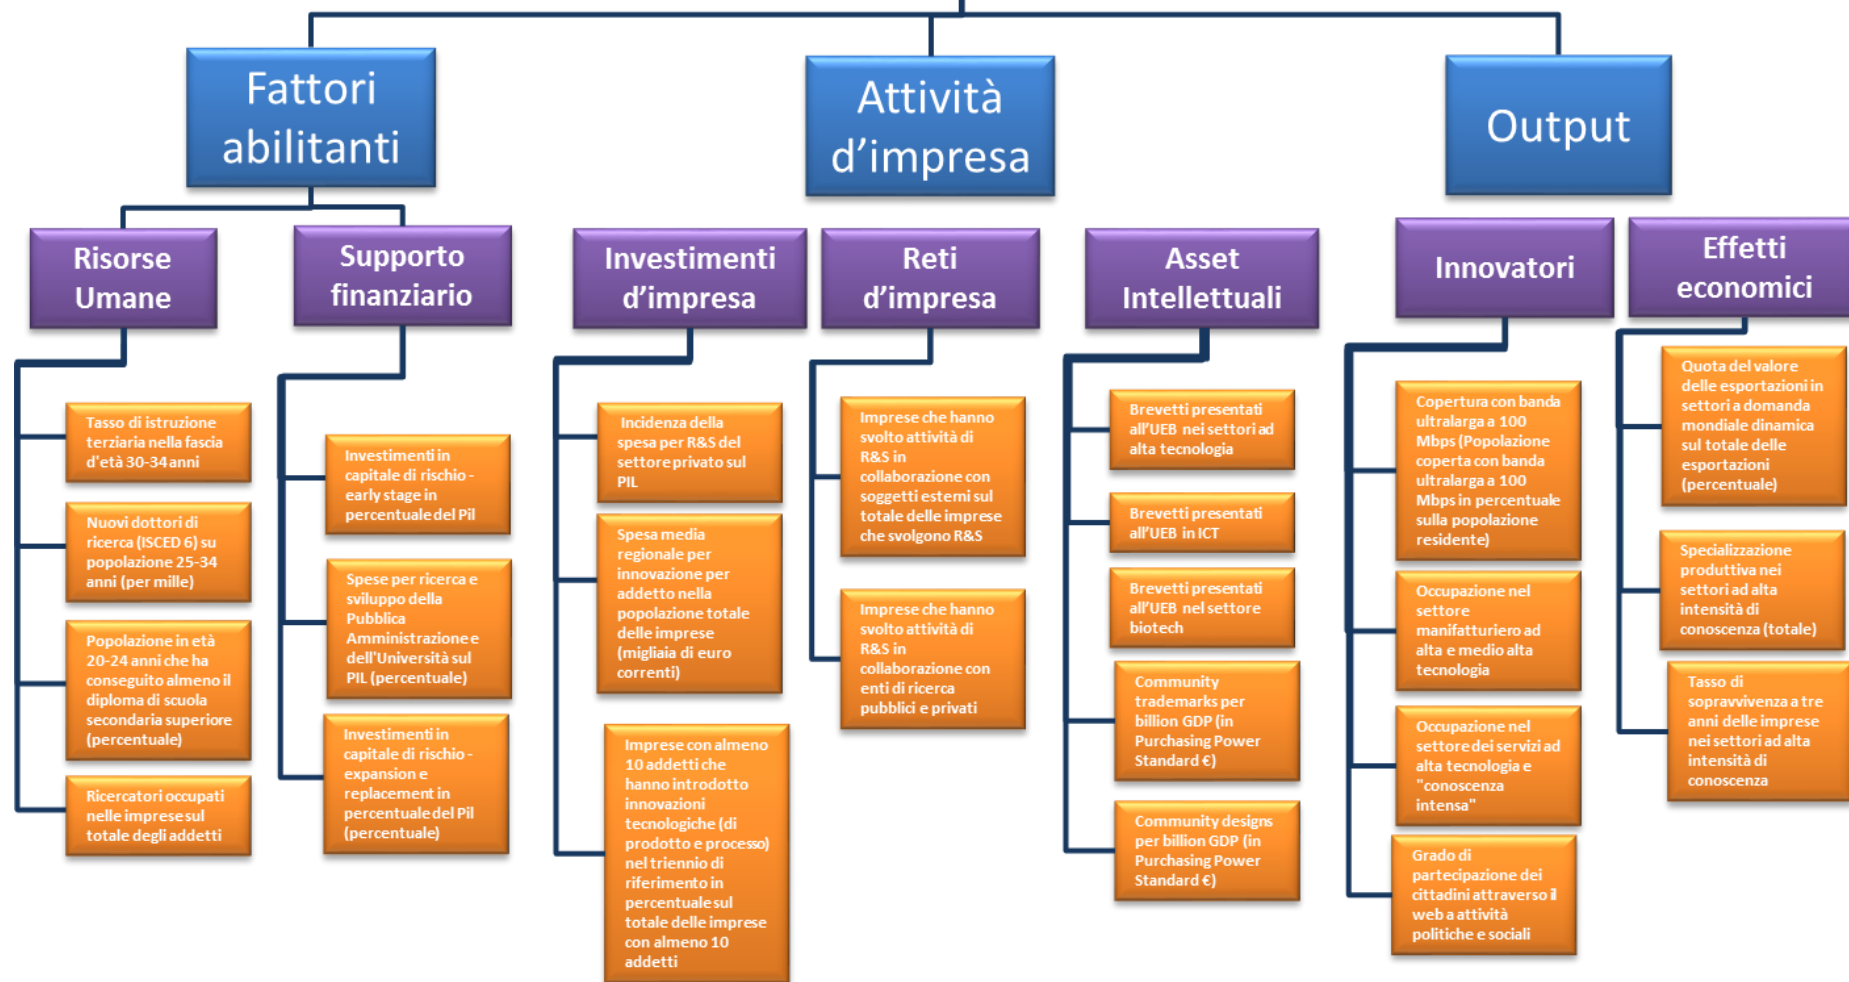 Fattori
abilitanti
Attività
d'impresa
Output
Risorse
Umane
Supporto
finanziario
Investimenti
d'impresa
Reti
d'impresa
Asset
Intellettuali
Innovatori
Effetti
economici
Tasso di istruzione
terziaria nella fascia
d'età 30-34 anni
Nuovi dottori di
ricerca (ISCED 6) su
popolazione 25-34
anni (per mille)
Popolazione in età
20-24 anni che ha
conseguito almeno il
diploma di scuola
secondaria superiore
(percentuale)
Ricercatori occupati
nelle imprese sul
totale degli addetti
Investimenti in
capitale di rischio -
early stage in
percentuale del Pil
Spese per ricerca e
sviluppo della
Pubblica
Amministrazione e
dell'Università sul
PIL (percentuale)
Investimenti in
capitale di rischio -
expansion e
replacement in
percentuale del Pil
(percentuale)
Incidenza della
spesa per R&S del
settore privato sul
PIL
Spesa media
regionale per
innovazione per
addetto nella
popolazione totale
delle imprese
(migliaia di euro
correnti)
Imprese con almeno
10 addetti che
hanno introdotto
innovazioni
tecnologiche (di
prodotto e processo)
nel triennio di
riferimento in
percentuale sul
totale delle imprese
con almeno 10
addetti
Imprese che hanno
svolto attività di
R&S in
collaborazione con
soggetti esterni sul
totale delle imprese
che svolgono R&S
Imprese che hanno
svolto attività di
R&S in
collaborazione con
enti di ricerca
pubblici e privati
Brevetti presentati
all'UEB nei settori ad
alta tecnologia
Brevetti presentati
all'UEB in ICT
Brevetti presentati
all'UEB nel settore
biotech
Community
trademarks per
billion GDP (in
Purchasing Power
Standard €)
Community designs
per billion GDP (in
Purchasing Power
Standard €)
Copertura con banda
ultralarga a 100
Mbps (Popolazione
coperta con banda
ultralarga a 100
Mbps in percentuale
sulla popolazione
residente)
Occupazione nel
settore
manifatturiero ad
alta e medio alta
tecnologia
Occupazione nel
settore dei servizi ad
alta tecnologia e
"conoscenza
intensa"
Grado di
partecipazione dei
cittadini attraverso il
web a attività
politiche e sociali
Quota del valore
delle esportazioni in
settori a domanda
mondiale dinamica
sul totale delle
esportazioni
(percentuale)
Specializzazione
produttiva nei
settori ad alta
intensità di
conoscenza (totale)
Tasso di
sopravvivenza a tre
anni delle imprese
nei settori ad alta
intensità di
conoscenza